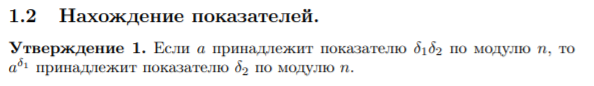 1.2 Нахождение показателей.
Утверждение 1. Если a принадлежит показателю δ₁δ₂ по модулю n, то
a^δ₁ принадлежит показателю δ₂ по модулю n.